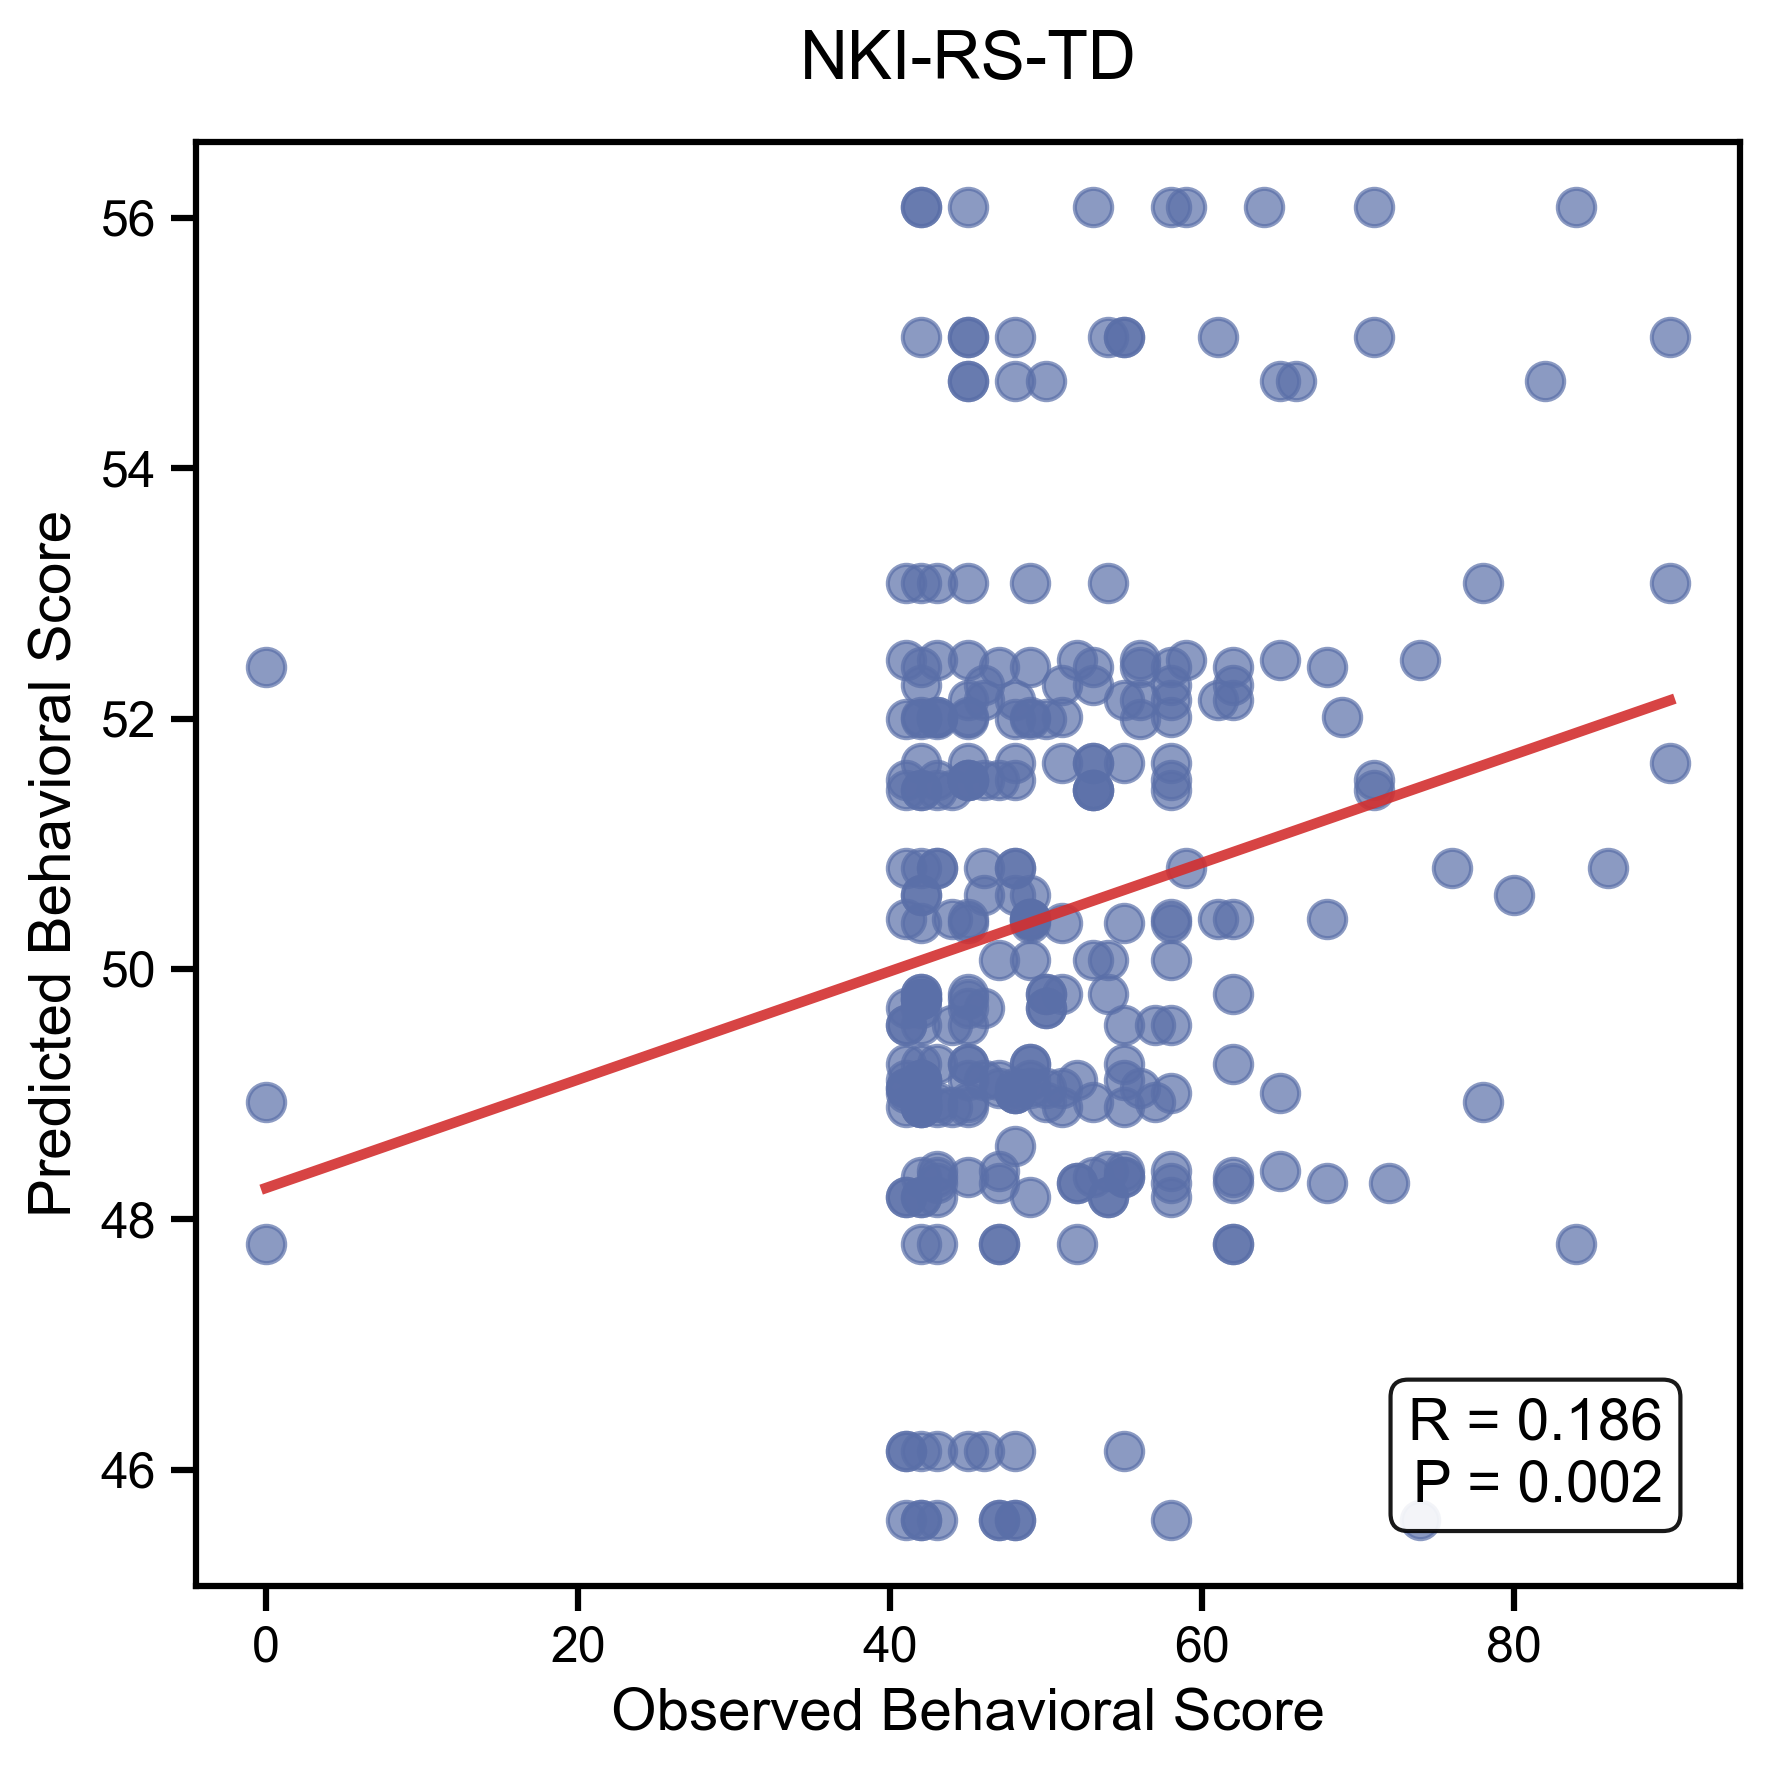 NKI-RS-TD
56
54
52
50
48
46
Predicted Behavioral Score
R = 0.186
P = 0.002
0 20 40 60 80
Observed Behavioral Score